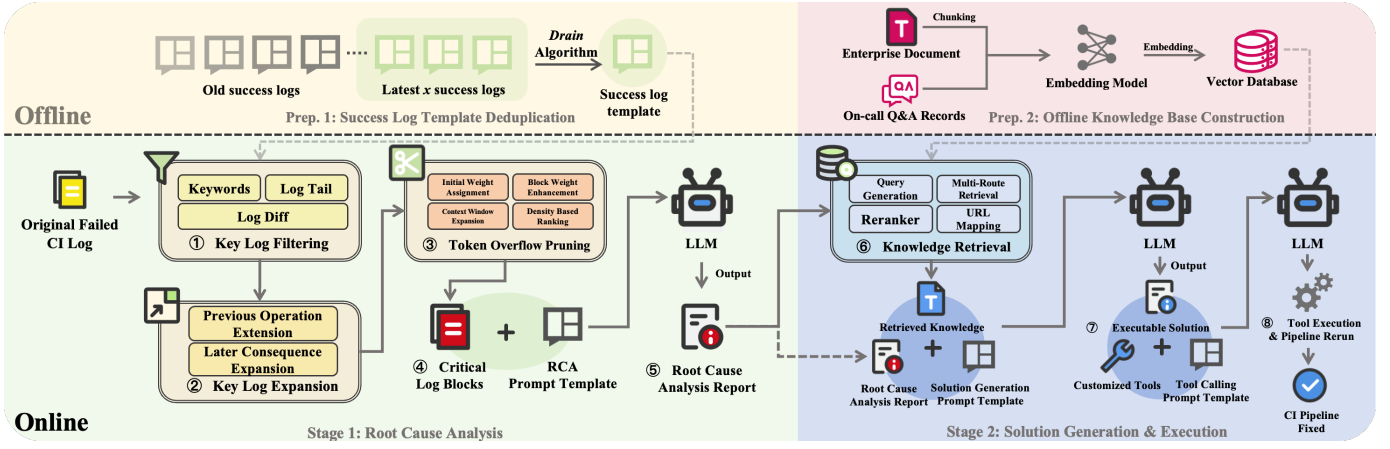 Old success logs
Latest x success logs
Drain
Algorithm
Success log
template
Offline
Prep. 1: Success Log Template Deduplication
Chunking
Enterprise Document
On-call Q&A Records
Embedding Model
Embedding
Vector Database
Prep. 2: Offline Knowledge Base Construction
Original Failed
CI Log
Keywords
Log Tail
Log Diff
① Key Log Filtering
Previous Operation
Extension
Later Consequence
Expansion
② Key Log Expansion
Initial Weight
Assignment
Block Weight
Enhancement
Context Window
Expansion
Density Based
Ranking
③ Token Overflow Pruning
④ Critical
Log Blocks
+
RCA
Prompt Template
LLM
Output
⑤ Root Cause
Analysis Report
Online
Stage 1: Root Cause Analysis
Query
Generation
Multi-Route
Retrieval
Reranker
URL
Mapping
⑥ Knowledge Retrieval
T
Retrieved Knowledge
+
Root Cause
Analysis Report
Solution Generation
Prompt Template
LLM
Output
⑦ Executable Solution
+
Customized Tools
Tool Calling
Prompt Template
LLM
⑧ Tool Execution
& Pipeline Rerun
CI Pipeline
Fixed
Stage 2: Solution Generation & Execution